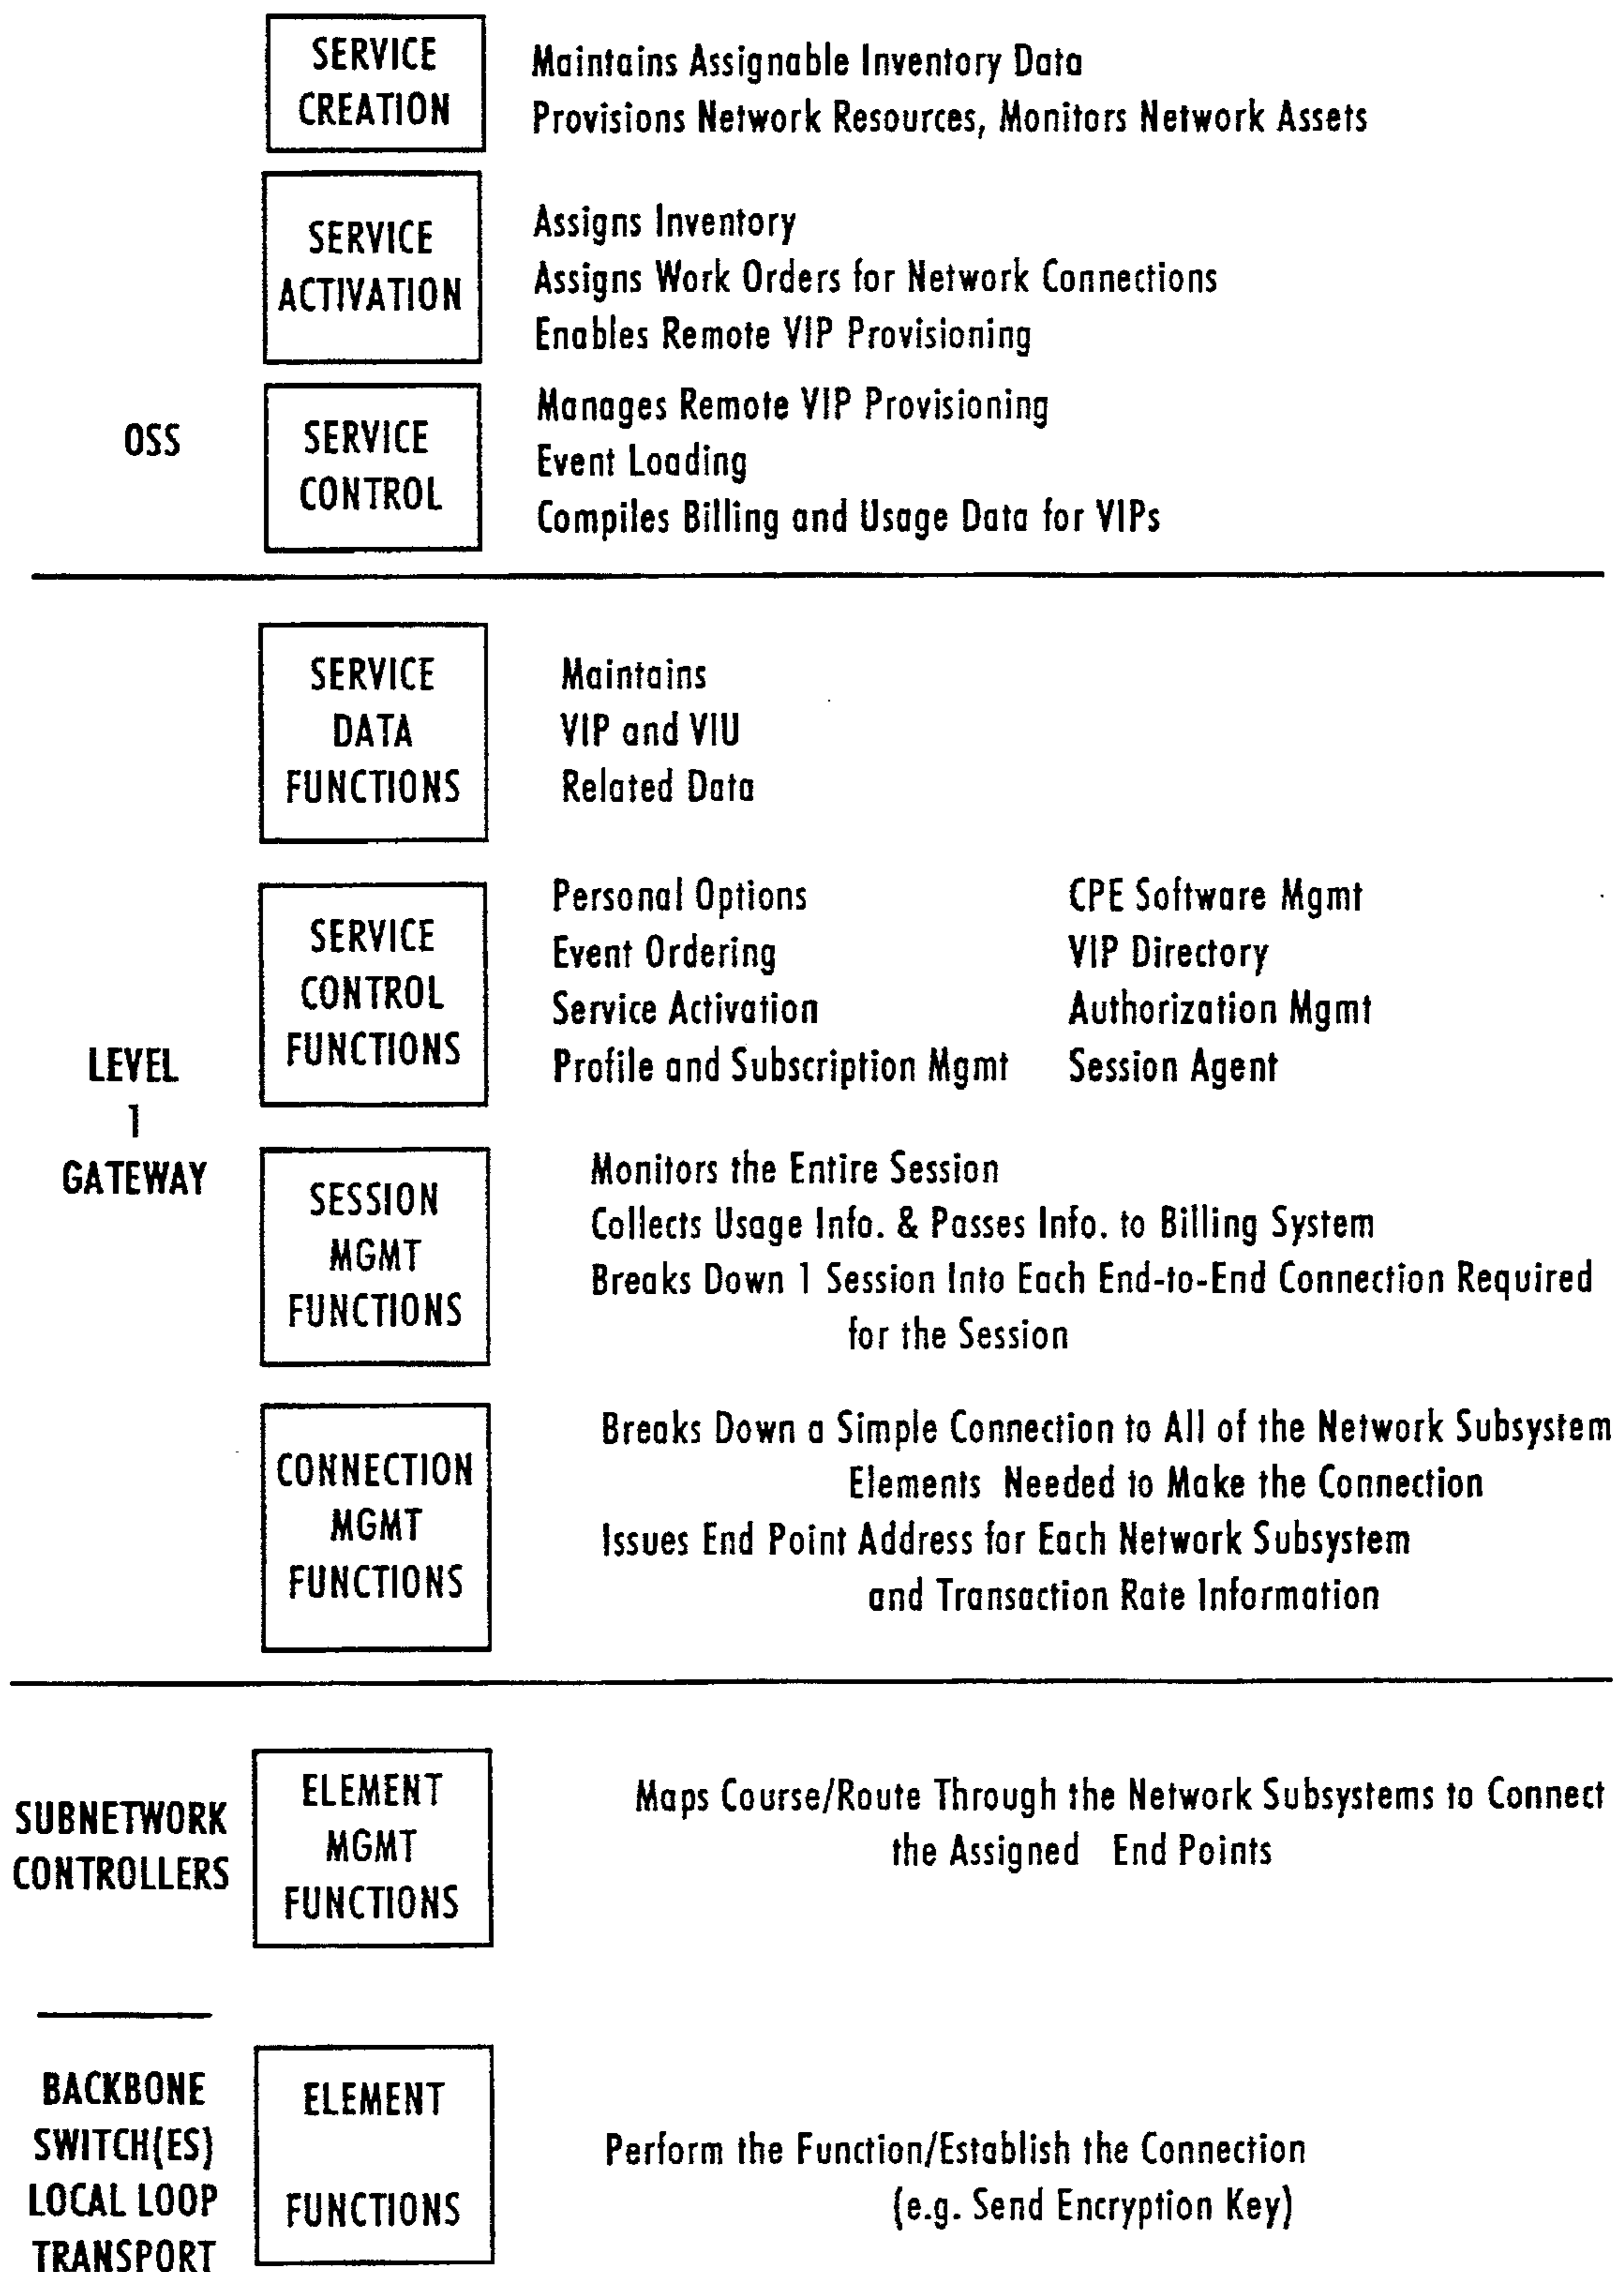 SERVICE
CREATION
Maintains Assignable Inventory Data
Provisions Network Resources, Monitors Network Assets
SERVICE
ACTIVATION
Assigns Inventory
Assigns Work Orders for Network Connections
Enables Remote VIP Provisioning
OSS
SERVICE
CONTROL
Manages Remote VIP Provisioning
Event Loading
Compiles Billing and Usage Data for VIPs
SERVICE
DATA
FUNCTIONS
Maintains
VIP and VIU
Related Data
LEVEL
1
GATEWAY
SERVICE
CONTROL
FUNCTIONS
Personal Options
Event Ordering
Service Activation
Profile and Subscription Mgmt
CPE Software Mgmt
VIP Directory
Authorization Mgmt
Session Agent
SESSION
MGMT
FUNCTIONS
Monitors the Entire Session
Collects Usage Info. & Passes Info. to Billing System
Breaks Down 1 Session Into Each End-to-End Connection Required
for the Session
CONNECTION
MGMT
FUNCTIONS
Breaks Down a Simple Connection to All of the Network Subsystem
Elements Needed to Make the Connection
Issues End Point Address for Each Network Subsystem
and Transaction Rate Information
SUBNETWORK
CONTROLLERS
ELEMENT
MGMT
FUNCTIONS
Maps Course/Route Through the Network Subsystems to Connect
the Assigned End Points
BACKBONE
SWITCH(ES)
LOCAL LOOP
TRANSPORT
ELEMENT
FUNCTIONS
Perform the Function/Establish the Connection
(e.g. Send Encryption Key)